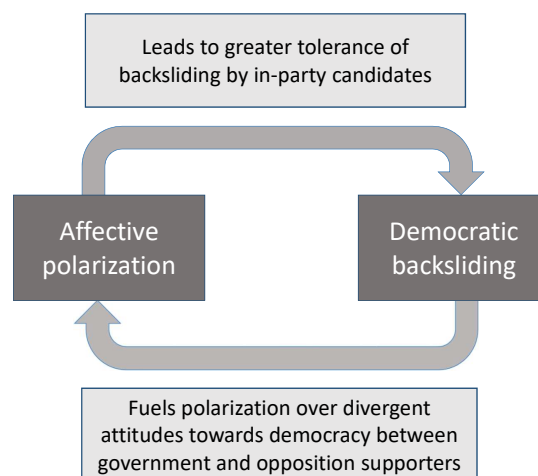 Leads to greater tolerance of
backsliding by in-party candidates
Affective
polarization
Democratic
backsliding
Fuels polarization over divergent
attitudes towards democracy between
government and opposition supporters